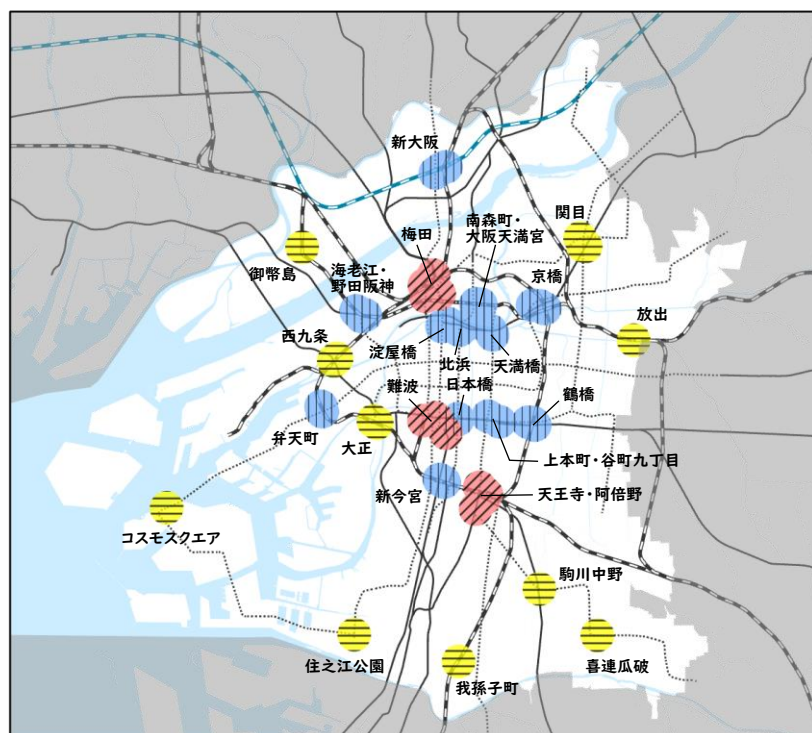 新大阪
関目
南森町・
大阪天満宮
梅田
御幣島
海老江・
野田阪神
京橋
放出
西九条
淀屋橋
北浜
天満橋
難波
日本橋
鶴橋
弁天町
大正
上本町・谷町九丁目
新今宮
天王寺・阿倍野
コスモスクエア
駒川中野
住之江公園
我孫子町
喜連瓜破